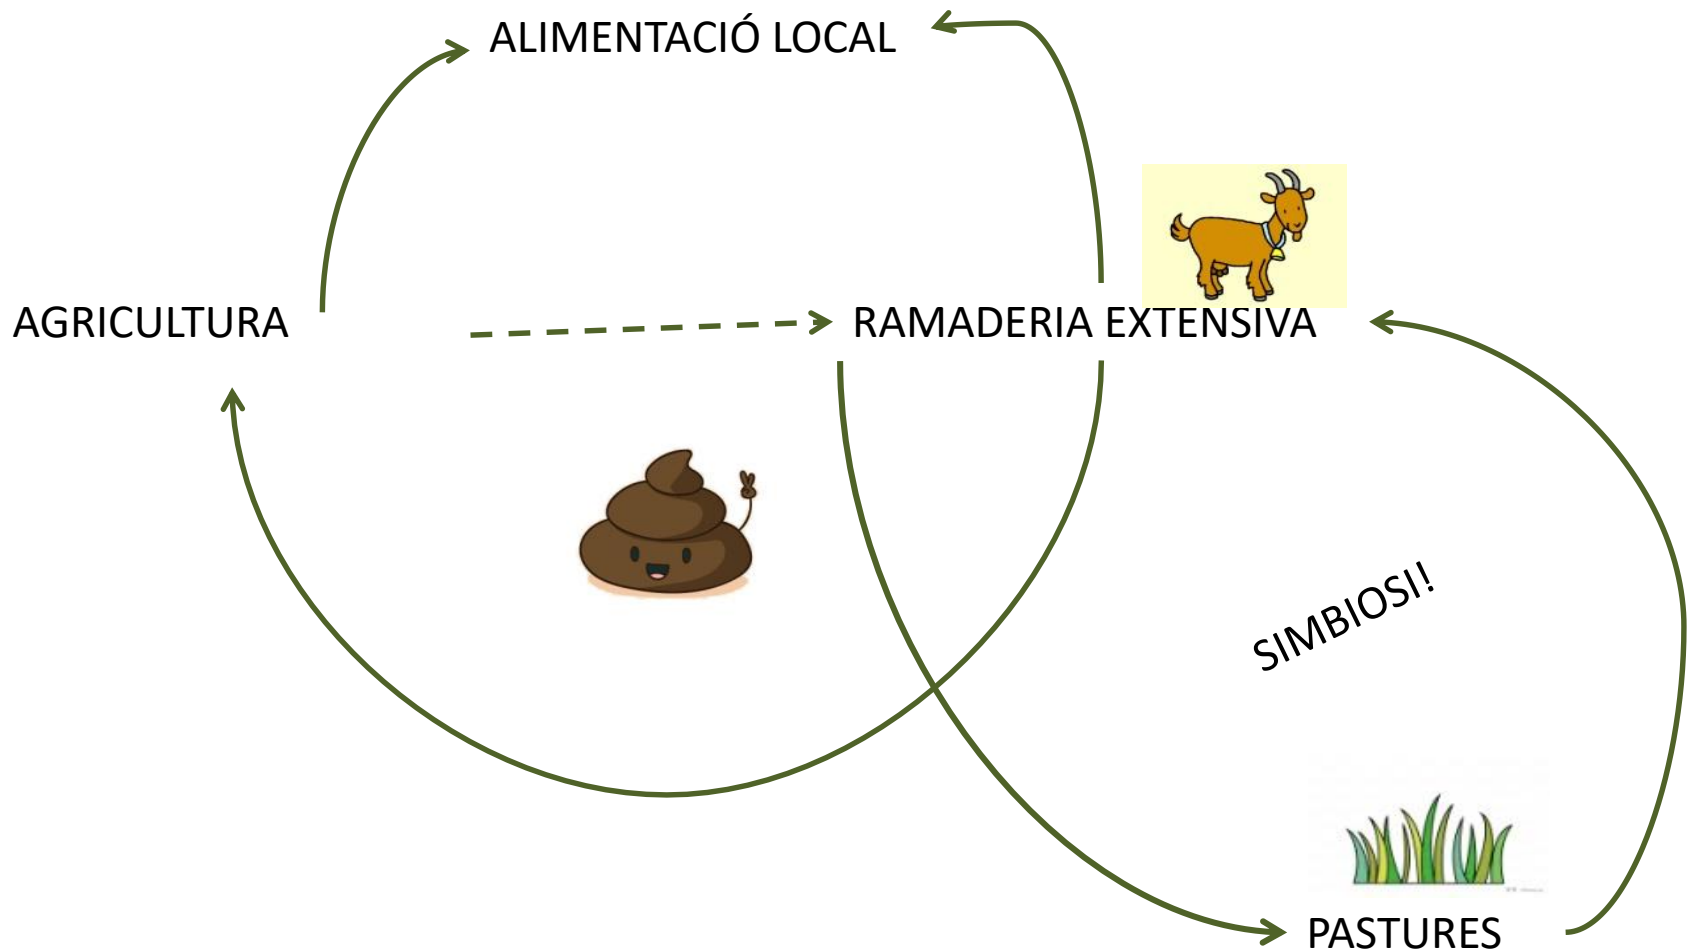 ALIMENTACIÓ LOCAL
AGRICULTURA
RAMADERIA EXTENSIVA
SIMBIOSI!
PASTURES